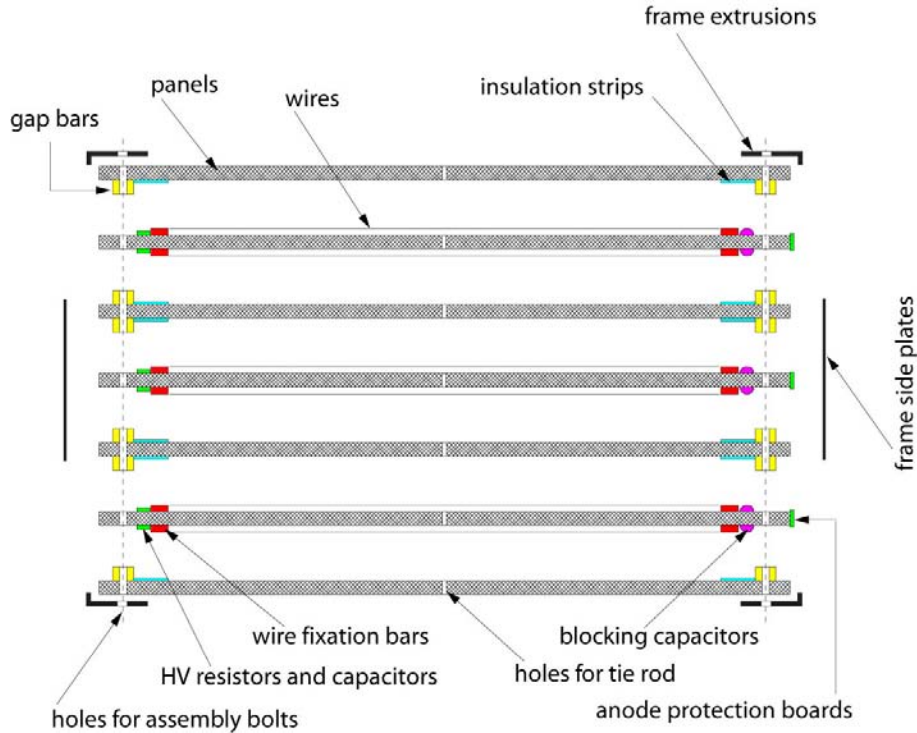 frame extrusions
panels
insulation strips
wires
gap bars
frame side plates
wire fixation bars
blocking capacitors
HV resistors and capacitors
holes for tie rod
holes for assembly bolts
anode protection boards